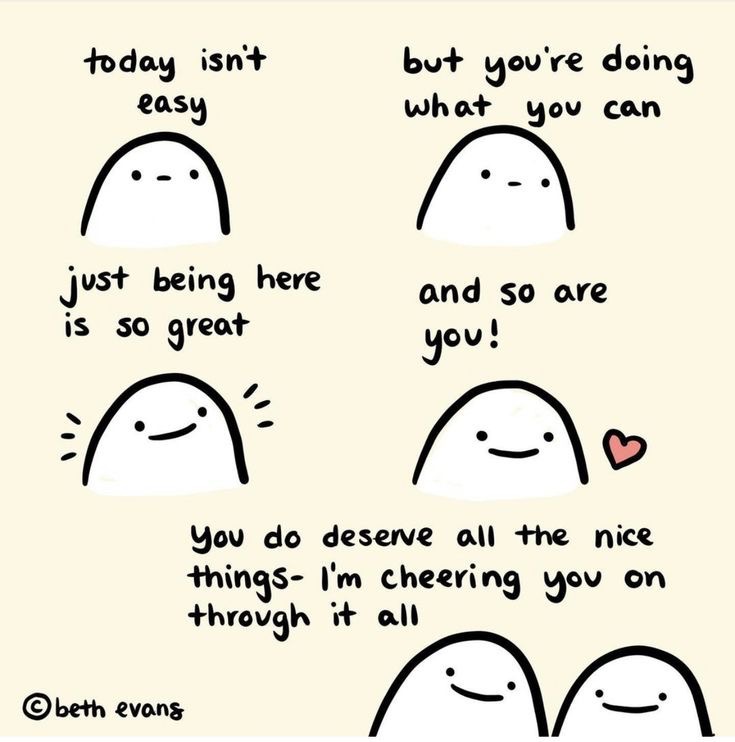 today isn't
easy
but you're doing
what you can
just being here
is so great
and so are
you!
you do deserve all the nice
things- I'm cheering you on
through it all
© beth evans